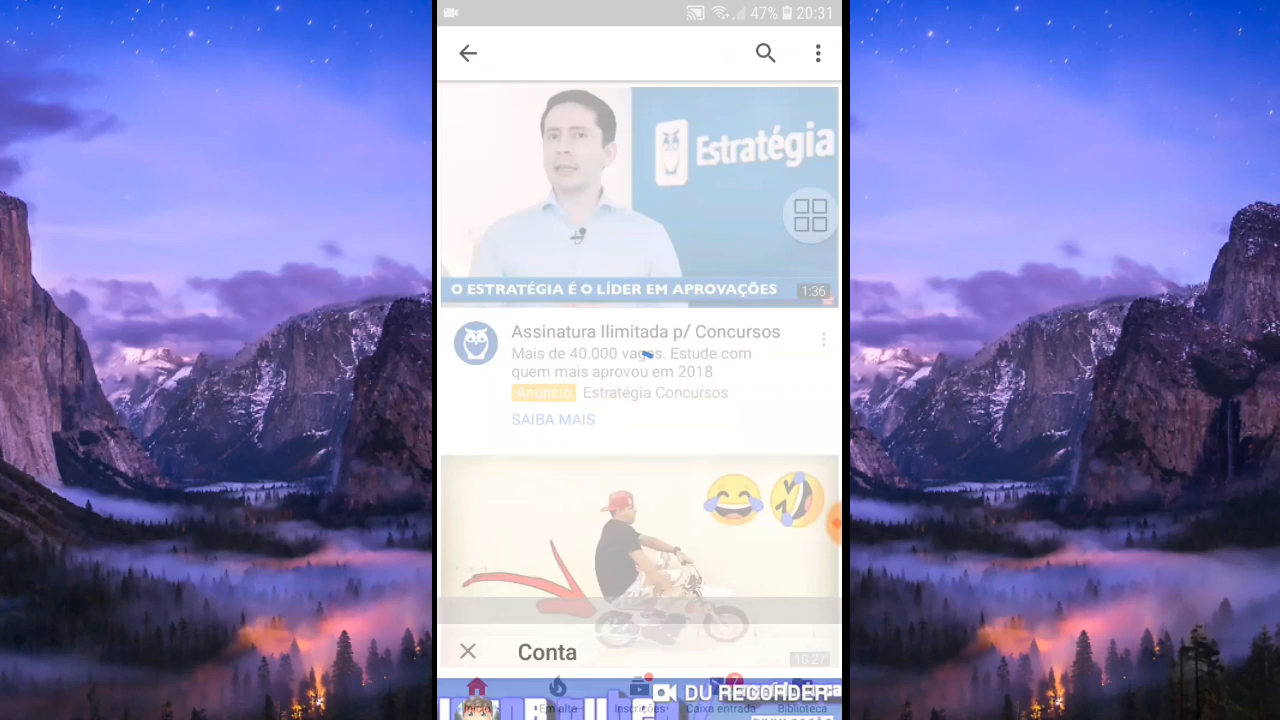 47% 20:31
Estratégia
O ESTRATÉGIA É O LÍDER EM APROVAÇÕES
1:36
Assinatura Ilimitada p/ Concursos
Mais de 40.000 vagas. Estude com
quem mais aprovou em 2018
Anúncio Estratégia Concursos
SAIBA MAIS
Conta
10:27
DU RECORDER
Início Em alta Inscrições Caixa entrada Biblioteca